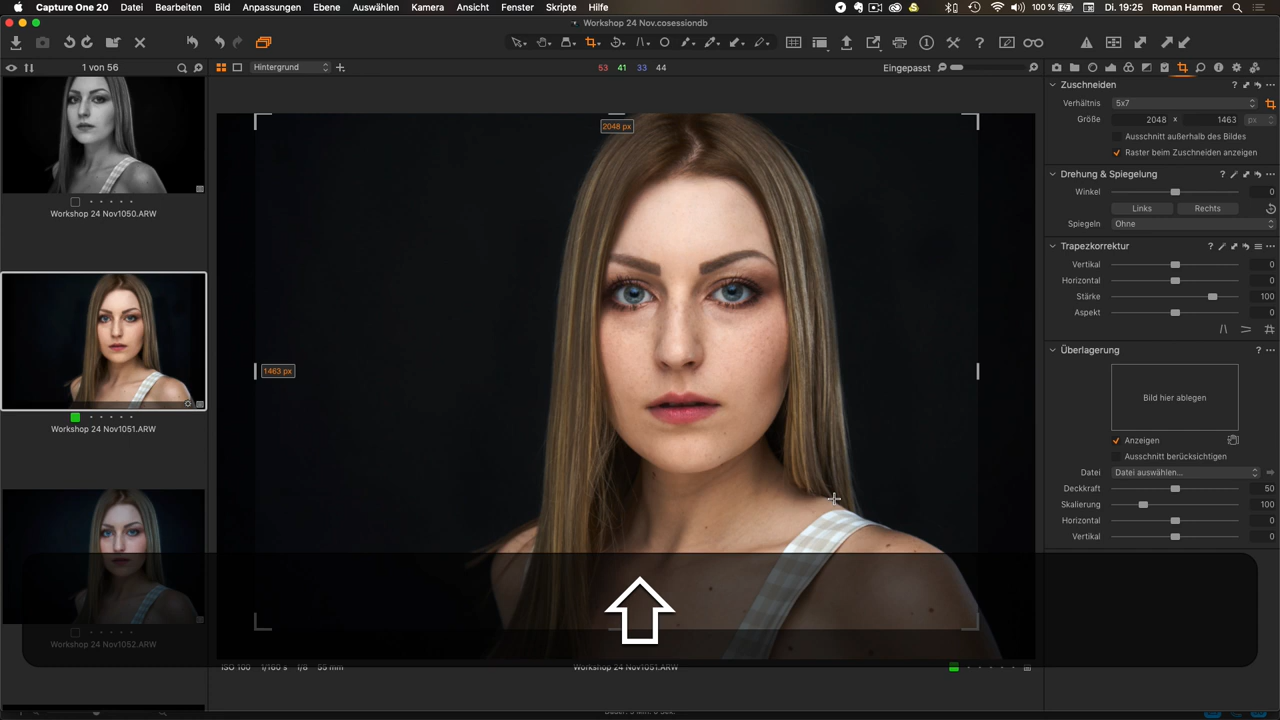 Capture One 20 Datei Bearbeiten Bild Anpassungen Ebene Auswählen Kamera Ansicht Fenster Skripte Hilfe 100 % Di. 19:25 Roman Hammer
Workshop 24 Nov.cosessiondb
1 von 56 Hintergrund 53 41 33 44 Eingepasst
Zuschneiden
Verhältnis 5x7
Größe 2048 x 1463 px
Ausschnitt außerhalb des Bildes
Raster beim Zuschneiden anzeigen
Drehung & Spiegelung
Winkel 0
Links Rechts
Spiegeln Ohne
Trapezkorrektur
Vertikal 0
Horizontal 0
Stärke 100
Aspekt 0
Überlagerung
Bild hier ablegen
Anzeigen
Ausschnitt berücksichtigen
Datei Datei auswählen...
Deckkraft 50
Skalierung 100
Horizontal 0
Vertikal 0
2048 px
1463 px
Workshop 24 Nov1050.ARW
Workshop 24 Nov1051.ARW
Workshop 24 Nov1052.ARW
ISO 100 1/160 s f/8 55 mm Workshop 24 Nov1051.ARW